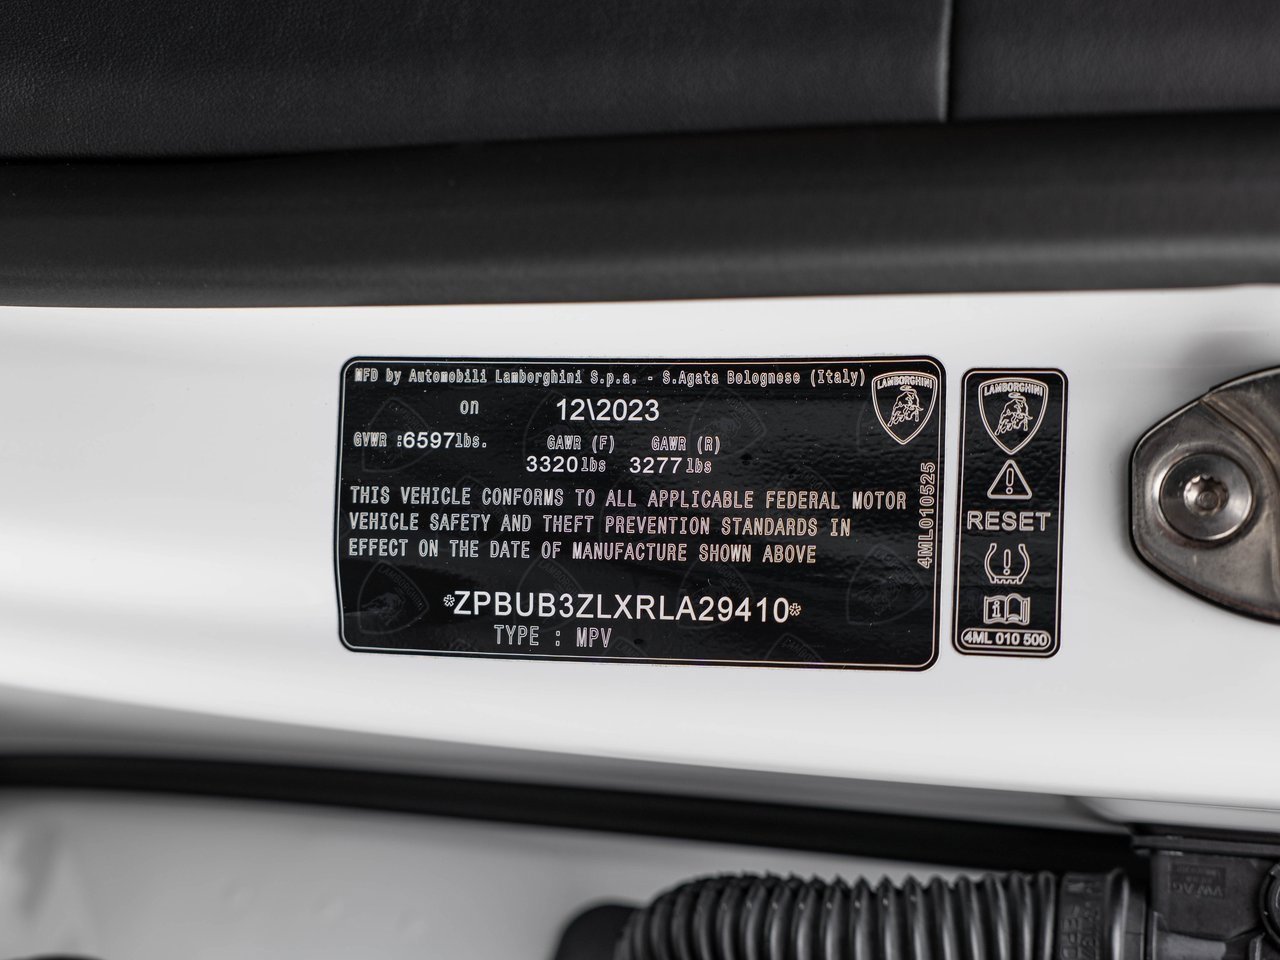 MFD by Automobili Lamborghini S.p.a. - S.Agata Bolognese (Italy)
on 12\2023
GVWR :6597lbs. GAWR (F) GAWR (R)
3320lbs 3277lbs
THIS VEHICLE CONFORMS TO ALL APPLICABLE FEDERAL MOTOR
VEHICLE SAFETY AND THEFT PREVENTION STANDARDS IN
EFFECT ON THE DATE OF MANUFACTURE SHOWN ABOVE
*ZPBUB3ZLXRLA29410*
TYPE : MPV
LAMBORGHINI
4ML010525
LAMBORGHINI
RESET
4ML 010 500
VW AG